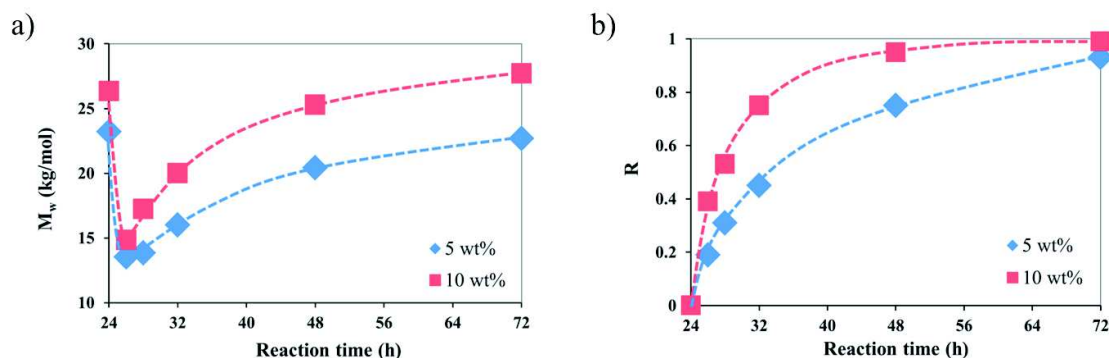 a)
30
25
20
15
10
M_w (kg/mol)
5 wt%
10 wt%
24 32 40 48 56 64 72
Reaction time (h)
b)
1
0.8
0.6
0.4
0.2
0
R
5 wt%
10 wt%
24 32 40 48 56 64 72
Reaction time (h)